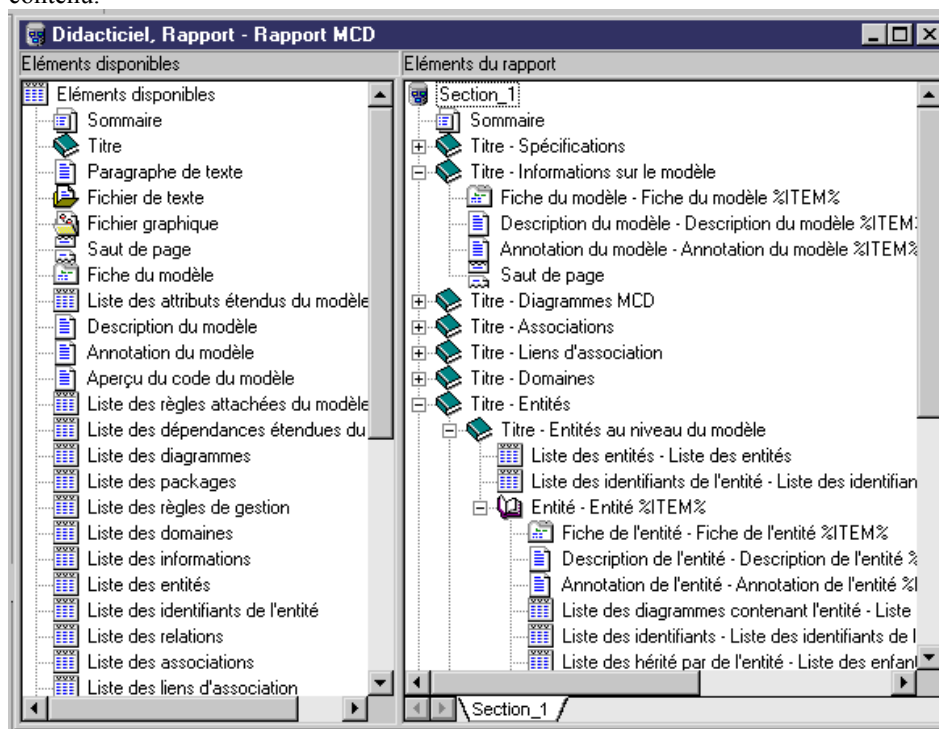 contenu.
Didacticiel, Rapport - Rapport MCD
Eléments disponibles
Eléments disponibles
Sommaire
Titre
Paragraphe de texte
Fichier de texte
Fichier graphique
Saut de page
Fiche du modèle
Liste des attributs étendus du modèle
Description du modèle
Annotation du modèle
Aperçu du code du modèle
Liste des règles attachées du modèle
Liste des dépendances étendues du
Liste des diagrammes
Liste des packages
Liste des règles de gestion
Liste des domaines
Liste des informations
Liste des entités
Liste des identifiants de l'entité
Liste des relations
Liste des associations
Liste des liens d'association
Eléments du rapport
Section_1
Sommaire
Titre - Spécifications
Titre - Informations sur le modèle
Fiche du modèle - Fiche du modèle %ITEM%
Description du modèle - Description du modèle %ITEM
Annotation du modèle - Annotation du modèle %ITEM%
Saut de page
Titre - Diagrammes MCD
Titre - Associations
Titre - Liens d'association
Titre - Domaines
Titre - Entités
Titre - Entités au niveau du modèle
Liste des entités - Liste des entités
Liste des identifiants de l'entité - Liste des identifian
Entité - Entité %ITEM%
Fiche de l'entité - Fiche de l'entité %ITEM%
Description de l'entité - Description de l'entité %
Annotation de l'entité - Annotation de l'entité %I
Liste des diagrammes contenant l'entité - Liste
Liste des identifiants - Liste des identifiants de l
Liste des hérité par de l'entité - Liste des enfan
Section_1